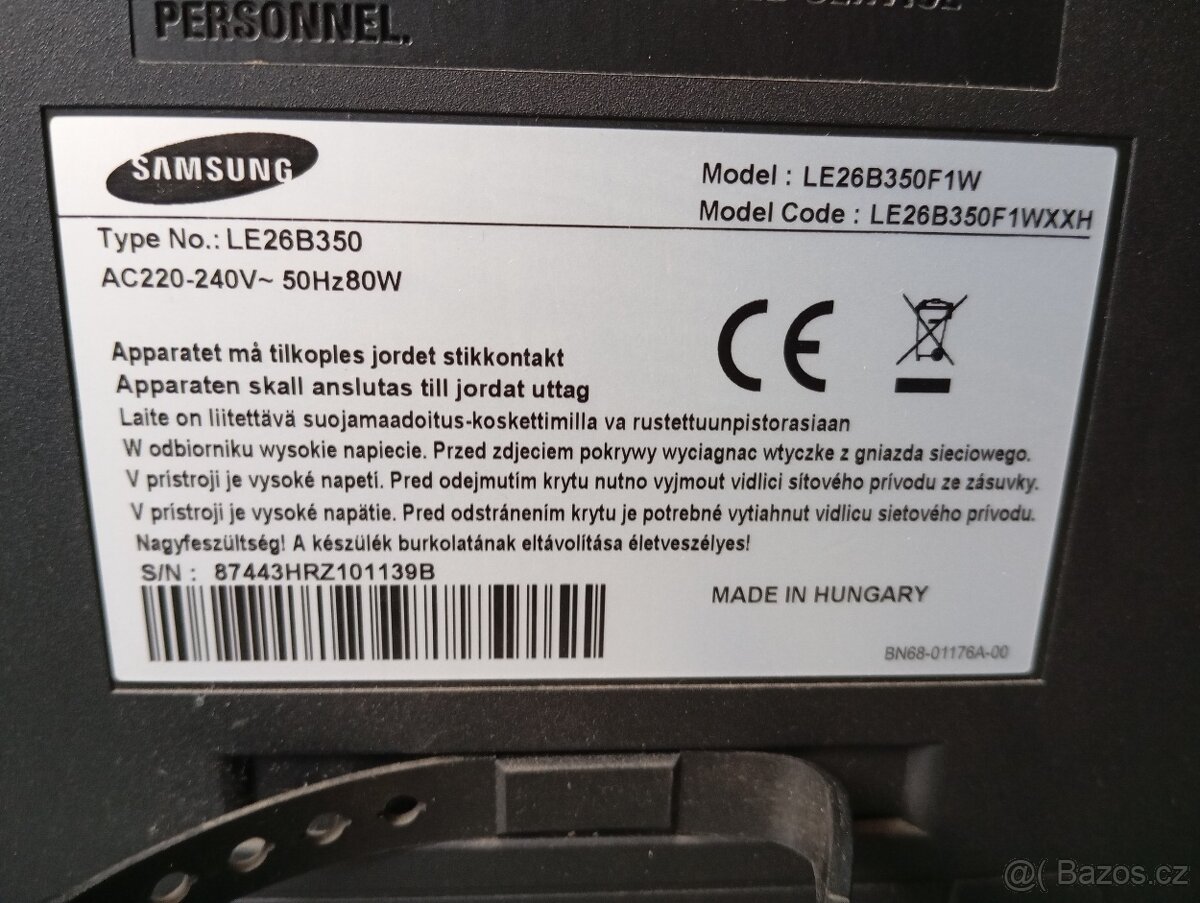 SERVICE
PERSONNEL.
SAMSUNG
Model : LE26B350F1W
Model Code : LE26B350F1WXXH
Type No.: LE26B350
AC220-240V~ 50Hz80W
CE
Apparatet må tilkoples jordet stikkontakt
Apparaten skall anslutas till jordat uttag
Laite on liitettävä suojamaadoitus-koskettimilla va rustettuunpistorasiaan
W odbiorniku wysokie napiecie. Przed zdjeciem pokrywy wyciagnac wtyczke z gniazda sieciowego.
V prístroji je vysoké napetí. Pred odejmutím krytu nutno vyjmout vidlici sítového prívodu ze zásuvky.
V prístroji je vysoké napätie. Pred odstránením krytu je potrebné vytiahnut vidlicu sietového prívodu.
Nagyfeszültség! A készülék burkolatának eltávolítása életveszélyes!
S/N : 87443HRZ101139B
MADE IN HUNGARY
BN68-01176A-00
@( Bazos.cz